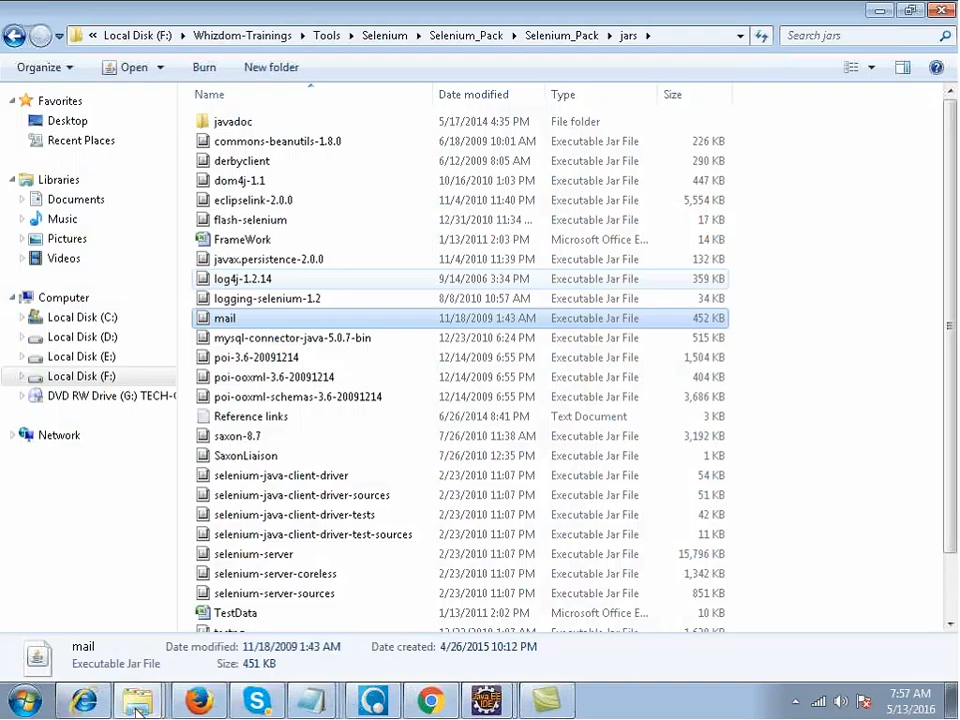 « Local Disk (F:) Whizdom-Trainings Tools Selenium Selenium_Pack Selenium_Pack jars Search jars
Organize Open Burn New folder
Name Date modified Type Size
Favorites
Desktop
Recent Places
Libraries
Documents
Music
Pictures
Videos
Computer
Local Disk (C:)
Local Disk (D:)
Local Disk (E:)
Local Disk (F:)
DVD RW Drive (G:) TECH-
Network
javadoc 5/17/2014 4:35 PM File folder
commons-beanutils-1.8.0 6/18/2009 10:01 AM Executable Jar File 226 KB
derbyclient 6/12/2009 8:05 AM Executable Jar File 290 KB
dom4j-1.1 10/16/2010 1:03 PM Executable Jar File 447 KB
eclipselink-2.0.0 11/4/2010 11:40 PM Executable Jar File 5,554 KB
flash-selenium 12/31/2010 11:34 ... Executable Jar File 17 KB
FrameWork 1/13/2011 2:03 PM Microsoft Office E... 14 KB
javax.persistence-2.0.0 11/4/2010 11:39 PM Executable Jar File 132 KB
log4j-1.2.14 9/14/2006 3:34 PM Executable Jar File 359 KB
logging-selenium-1.2 8/8/2010 10:57 AM Executable Jar File 34 KB
mail 11/18/2009 1:43 AM Executable Jar File 452 KB
mysql-connector-java-5.0.7-bin 12/23/2010 6:24 PM Executable Jar File 515 KB
poi-3.6-20091214 12/14/2009 6:55 PM Executable Jar File 1,504 KB
poi-ooxml-3.6-20091214 12/14/2009 6:55 PM Executable Jar File 404 KB
poi-ooxml-schemas-3.6-20091214 12/14/2009 6:55 PM Executable Jar File 3,686 KB
Reference links 6/26/2014 8:41 PM Text Document 3 KB
saxon-8.7 7/26/2010 11:38 AM Executable Jar File 3,192 KB
SaxonLiaison 7/26/2010 12:35 PM Executable Jar File 1 KB
selenium-java-client-driver 2/23/2010 11:07 PM Executable Jar File 54 KB
selenium-java-client-driver-sources 2/23/2010 11:07 PM Executable Jar File 51 KB
selenium-java-client-driver-tests 2/23/2010 11:07 PM Executable Jar File 42 KB
selenium-java-client-driver-test-sources 2/23/2010 11:07 PM Executable Jar File 11 KB
selenium-server 2/23/2010 11:07 PM Executable Jar File 15,796 KB
selenium-server-coreless 2/23/2010 11:07 PM Executable Jar File 1,342 KB
selenium-server-sources 2/23/2010 11:07 PM Executable Jar File 851 KB
TestData 1/13/2011 2:02 PM Microsoft Office E... 10 KB
mail Date modified: 11/18/2009 1:43 AM Date created: 4/26/2015 10:12 PM
Executable Jar File Size: 451 KB
Java EE
IDE
7:57 AM
5/13/2016